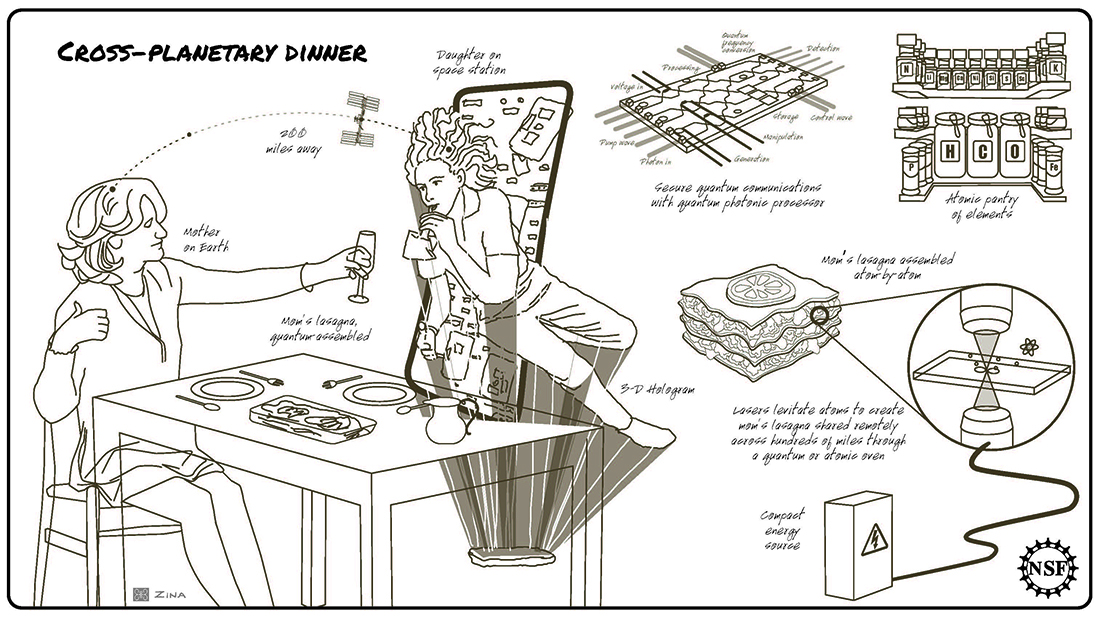 Cross-planetary dinner
Daughter on
space station
200
miles away
Mother
on Earth
Mom's lasagna,
quantum-assembled
3-D Hologram
Quantum
frequency
conversion
Detection
Processing
Voltage in
Storage
Control wave
Pump wave
Manipulation
Photon in
Generation
Secure quantum communications
with quantum photonic processor
N
K
H
C
O
P
Fe
Atomic pantry
of elements
Mom's lasagna assembled
atom-by-atom
Lasers levitate atoms to create
mom's lasagna shared remotely
across hundreds of miles through
a quantum or atomic oven
Compact
energy
source
NSF
ZINA